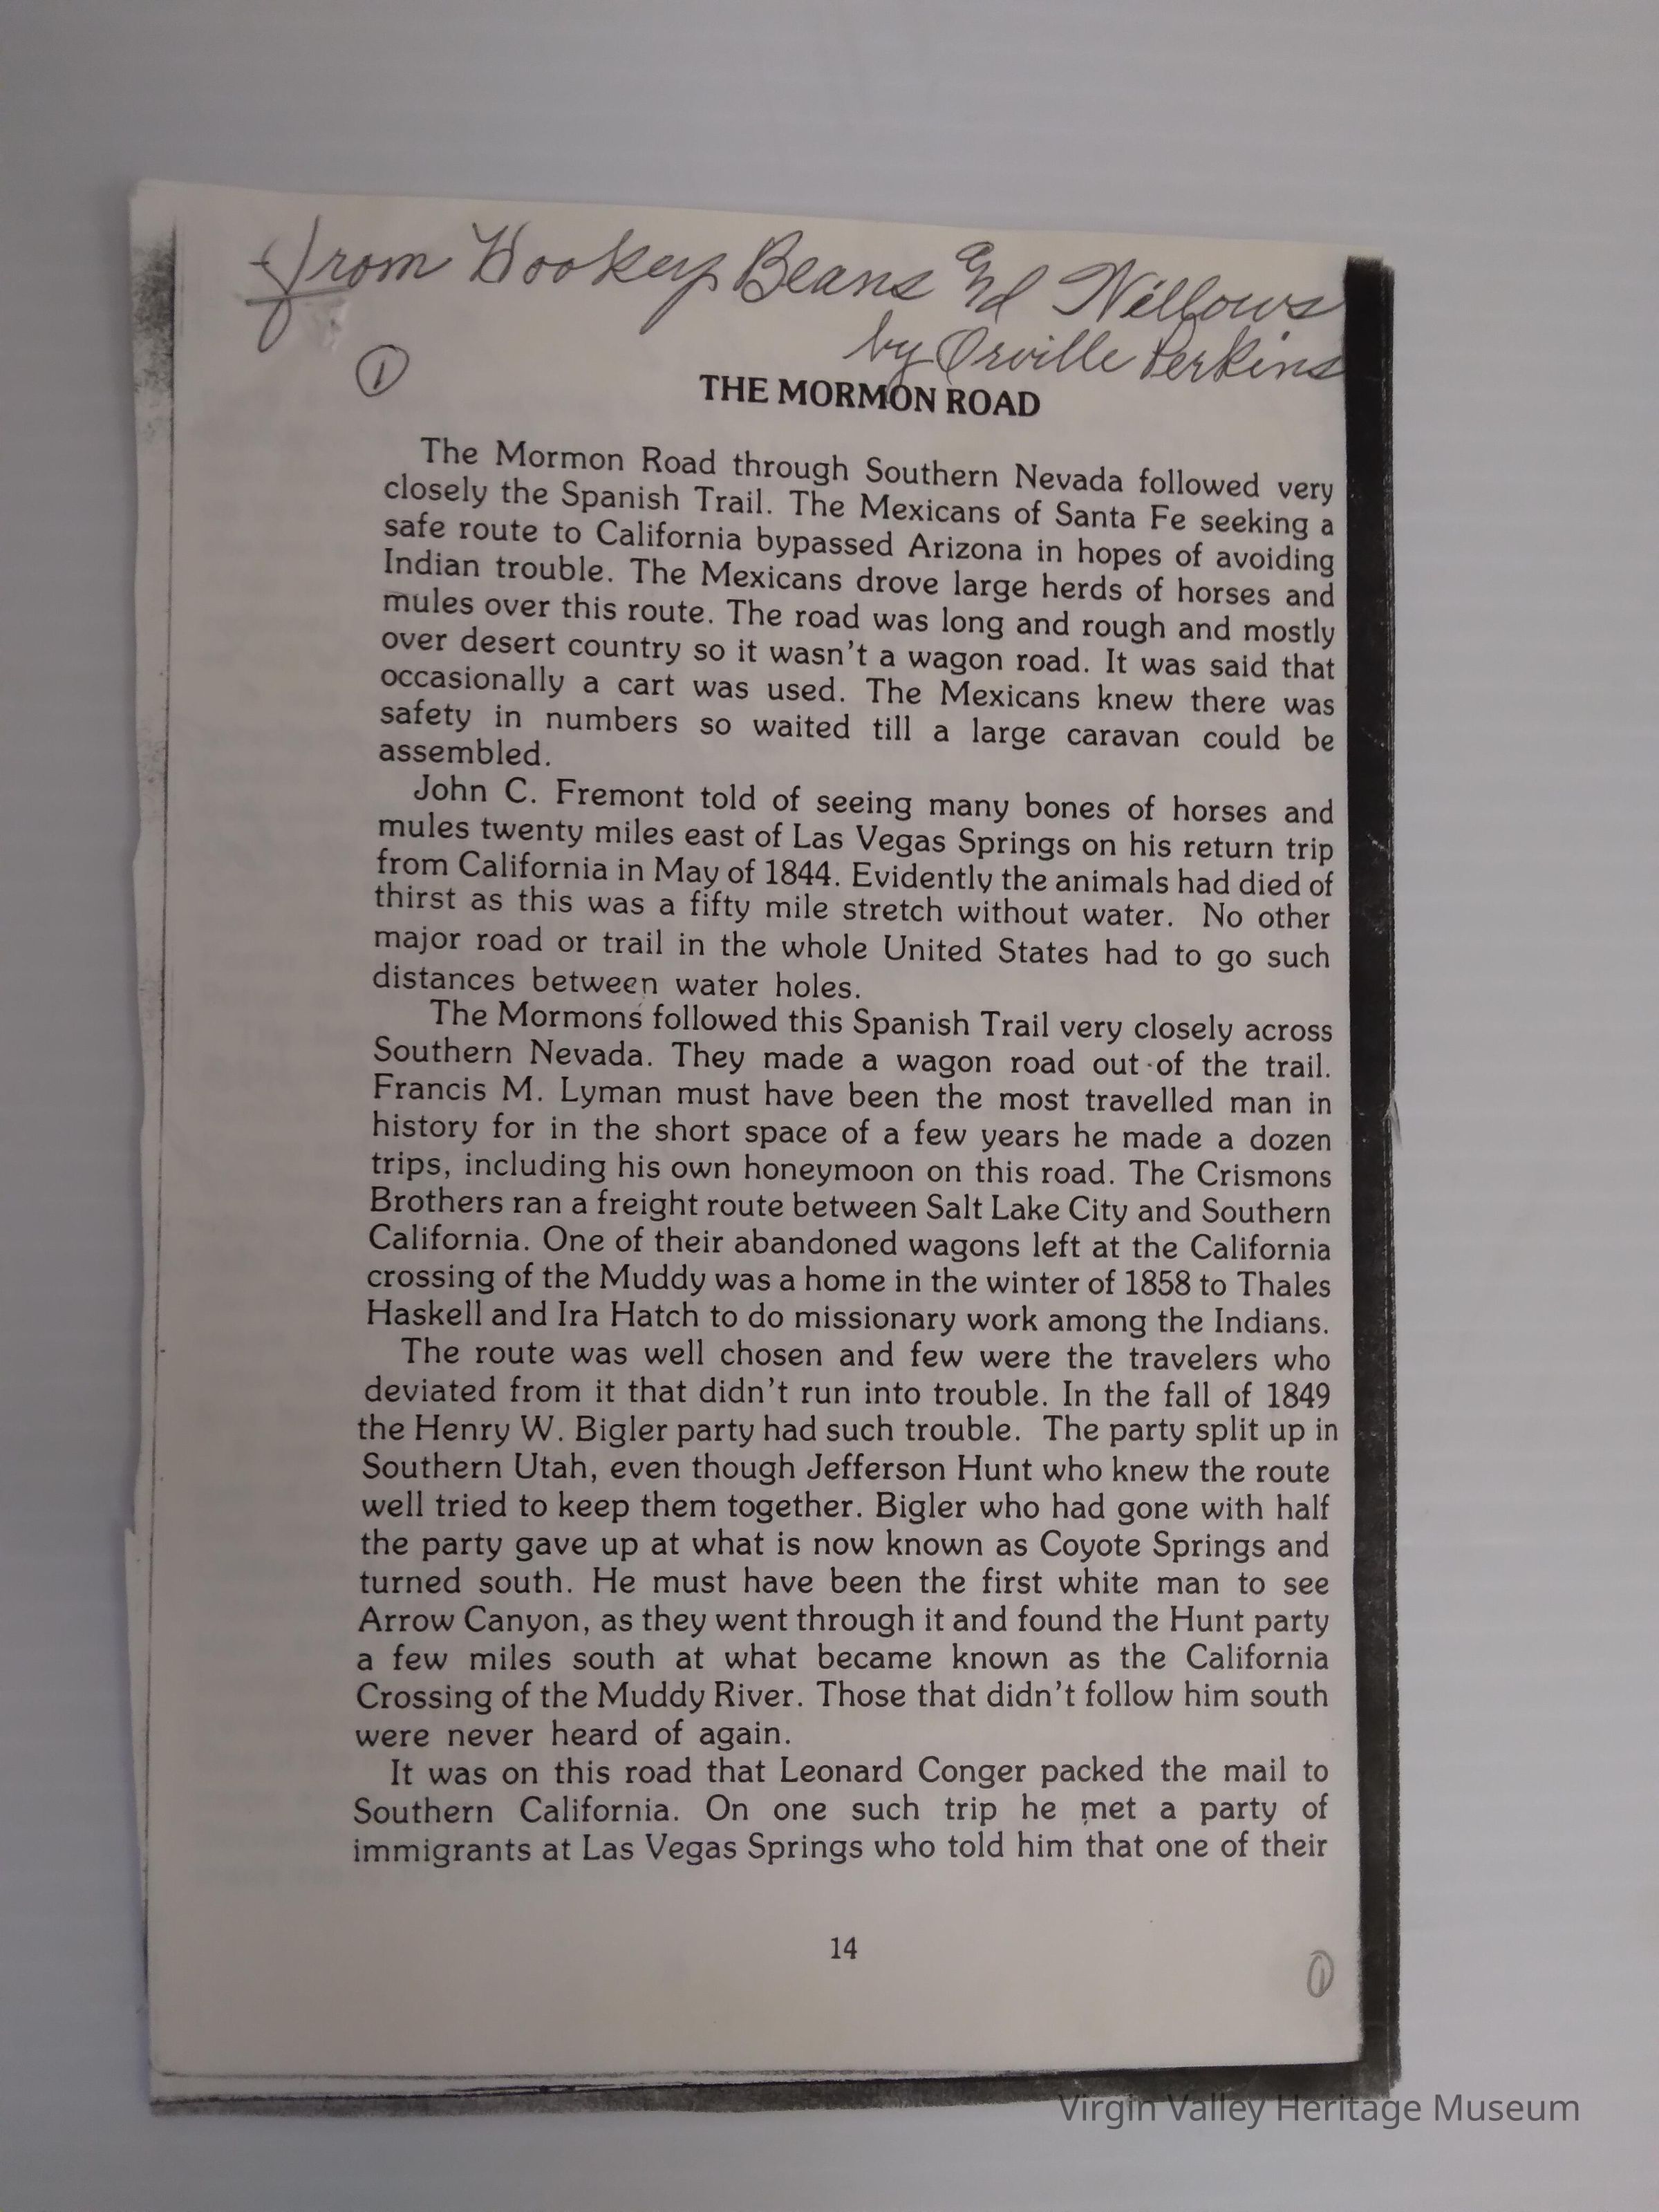 from Hookey Beans And Willows
by Orville Perkins
1
THE MORMON ROAD
The Mormon Road through Southern Nevada followed very
closely the Spanish Trail. The Mexicans of Santa Fe seeking a
safe route to California bypassed Arizona in hopes of avoiding
Indian trouble. The Mexicans drove large herds of horses and
mules over this route. The road was long and rough and mostly
over desert country so it wasn't a wagon road. It was said that
occasionally a cart was used. The Mexicans knew there was
safety in numbers so waited till a large caravan could be
assembled.
John C. Fremont told of seeing many bones of horses and
mules twenty miles east of Las Vegas Springs on his return trip
from California in May of 1844. Evidently the animals had died of
thirst as this was a fifty mile stretch without water. No other
major road or trail in the whole United States had to go such
distances between water holes.
The Mormons followed this Spanish Trail very closely across
Southern Nevada. They made a wagon road out of the trail.
Francis M. Lyman must have been the most travelled man in
history for in the short space of a few years he made a dozen
trips, including his own honeymoon on this road. The Crismons
Brothers ran a freight route between Salt Lake City and Southern
California. One of their abandoned wagons left at the California
crossing of the Muddy was a home in the winter of 1858 to Thales
Haskell and Ira Hatch to do missionary work among the Indians.
The route was well chosen and few were the travelers who
deviated from it that didn't run into trouble. In the fall of 1849
the Henry W. Bigler party had such trouble. The party split up in
Southern Utah, even though Jefferson Hunt who knew the route
well tried to keep them together. Bigler who had gone with half
the party gave up at what is now known as Coyote Springs and
turned south. He must have been the first white man to see
Arrow Canyon, as they went through it and found the Hunt party
a few miles south at what became known as the California
Crossing of the Muddy River. Those that didn't follow him south
were never heard of again.
It was on this road that Leonard Conger packed the mail to
Southern California. On one such trip he met a party of
immigrants at Las Vegas Springs who told him that one of their
14
1
Virgin Valley Heritage Museum